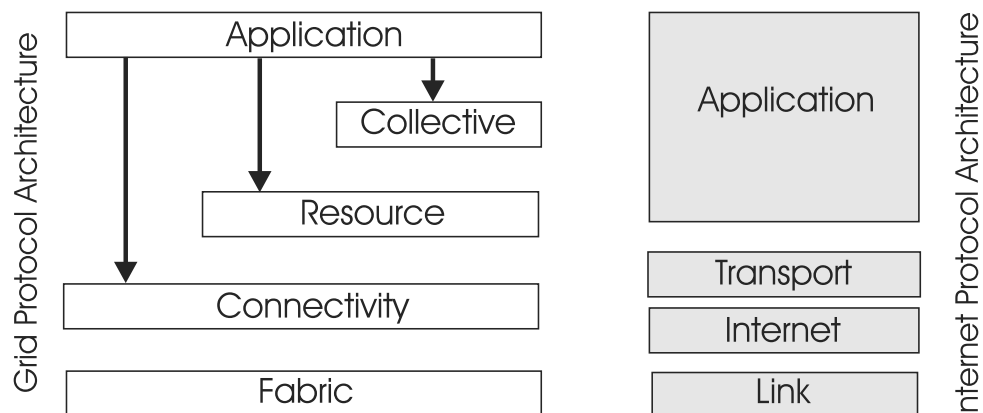 Grid Protocol Architecture
Application
Collective
Resource
Connectivity
Fabric
Application
Transport
Internet
Link
nternet Protocol Architecture